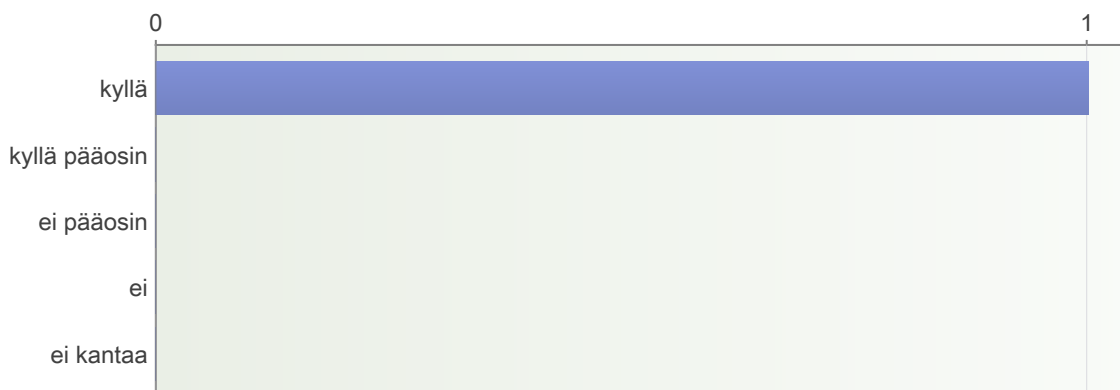 0 1
kyllä
kyllä pääosin
ei pääosin
ei
ei kantaa